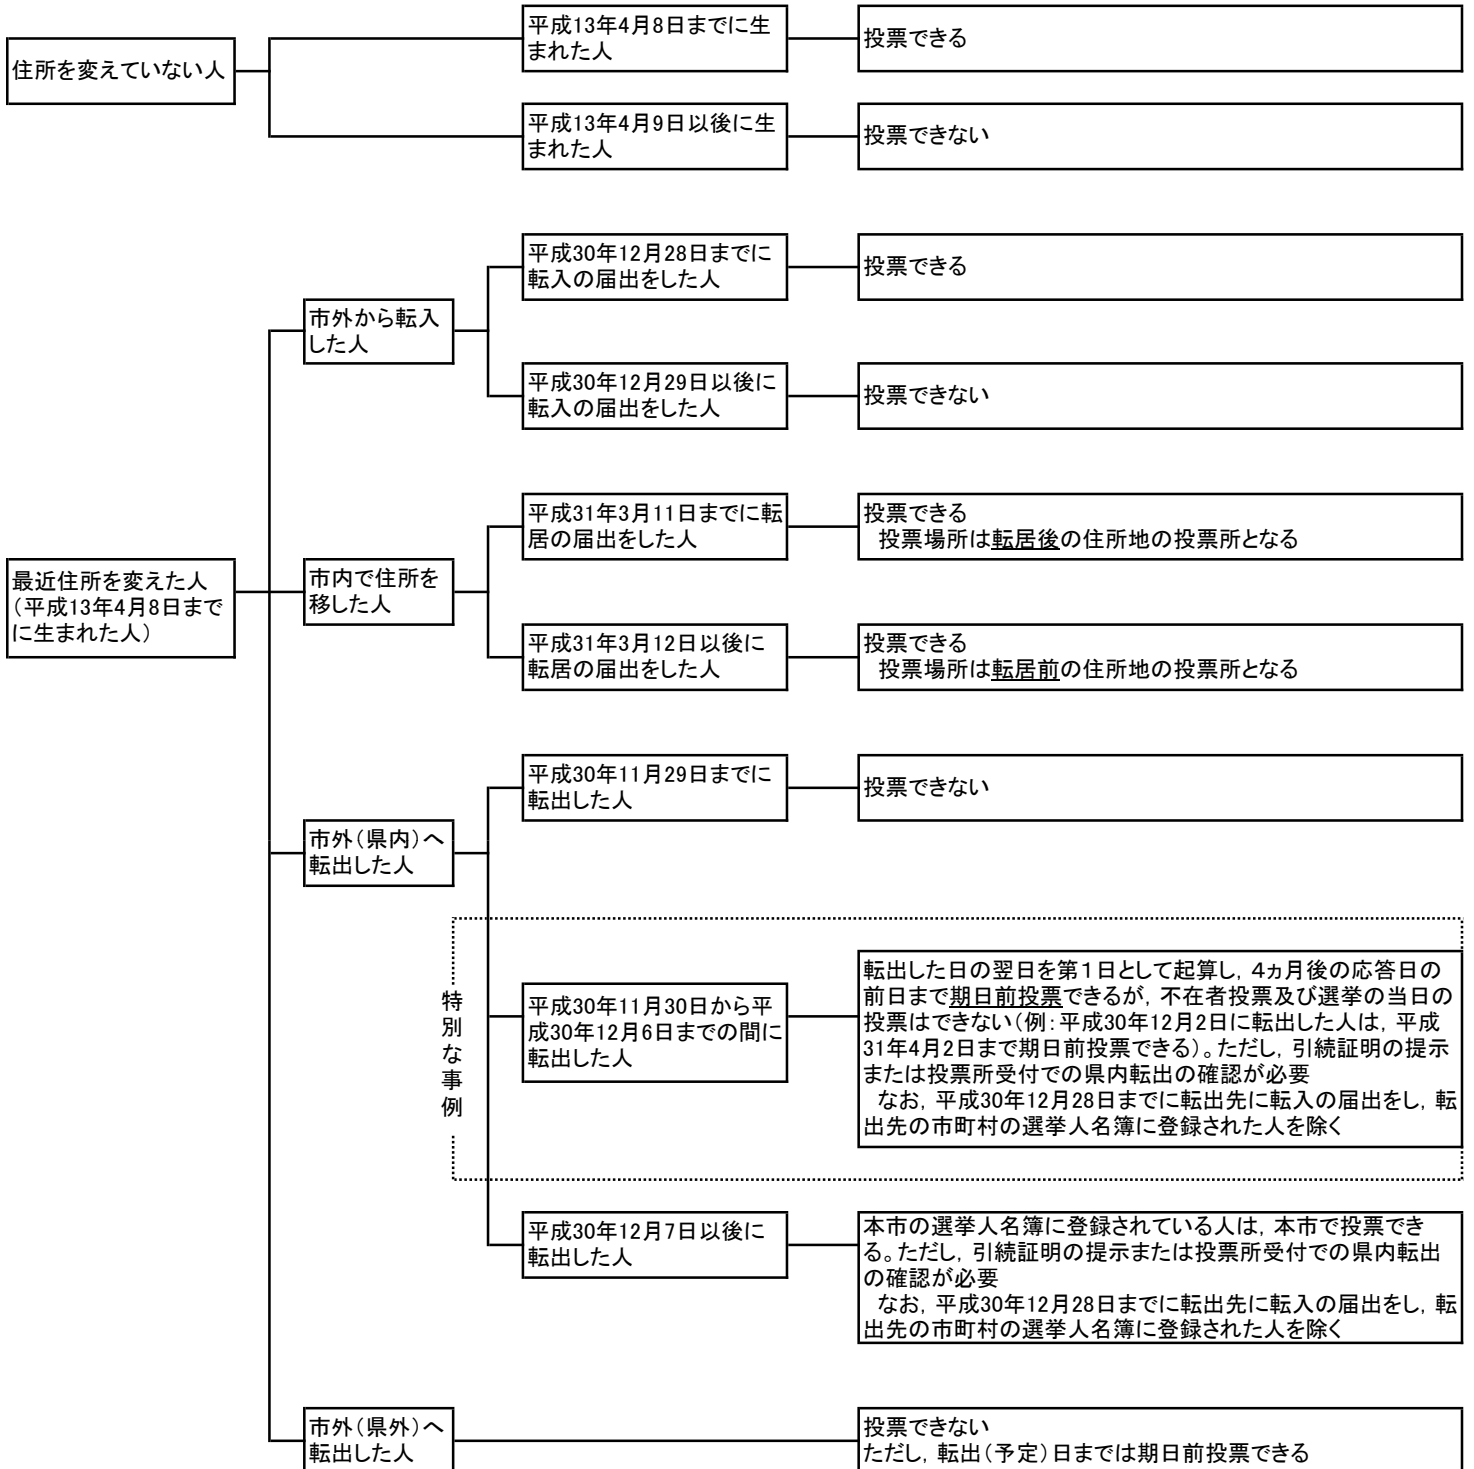 平成13年4月8日までに生
まれた人
投票できる
住所を変えていない人
平成13年4月9日以後に生
まれた人
投票できない
平成30年12月28日までに
転入の届出をした人
投票できる
市外から転入
した人
平成30年12月29日以後に
転入の届出をした人
投票できない
平成31年3月11日までに転
居の届出をした人
投票できる
投票場所は転居後の住所地の投票所となる
最近住所を変えた人
（平成13年4月8日まで
に生まれた人）
市内で住所を
移した人
平成31年3月12日以後に
転居の届出をした人
投票できる
投票場所は転居前の住所地の投票所となる
平成30年11月29日までに
転出した人
投票できない
市外（県内）へ
転出した人
特別な事例
平成30年11月30日から平
成30年12月6日までの間に
転出した人
転出した日の翌日を第１日として起算し，４ヵ月後の応答日の
前日まで期日前投票できるが，不在者投票及び選挙の当日の
投票はできない（例：平成30年12月2日に転出した人は，平成
31年4月2日まで期日前投票できる）。ただし，引続証明の提示
または投票所受付での県内転出の確認が必要
なお，平成30年12月28日までに転出先に転入の届出をし，転
出先の市町村の選挙人名簿に登録された人を除く
平成30年12月7日以後に
転出した人
本市の選挙人名簿に登録されている人は，本市で投票でき
る。ただし，引続証明の提示または投票所受付での県内転出
の確認が必要
なお，平成30年12月28日までに転出先に転入の届出をし，転
出先の市町村の選挙人名簿に登録された人を除く
市外（県外）へ
転出した人
投票できない
ただし，転出（予定）日までは期日前投票できる